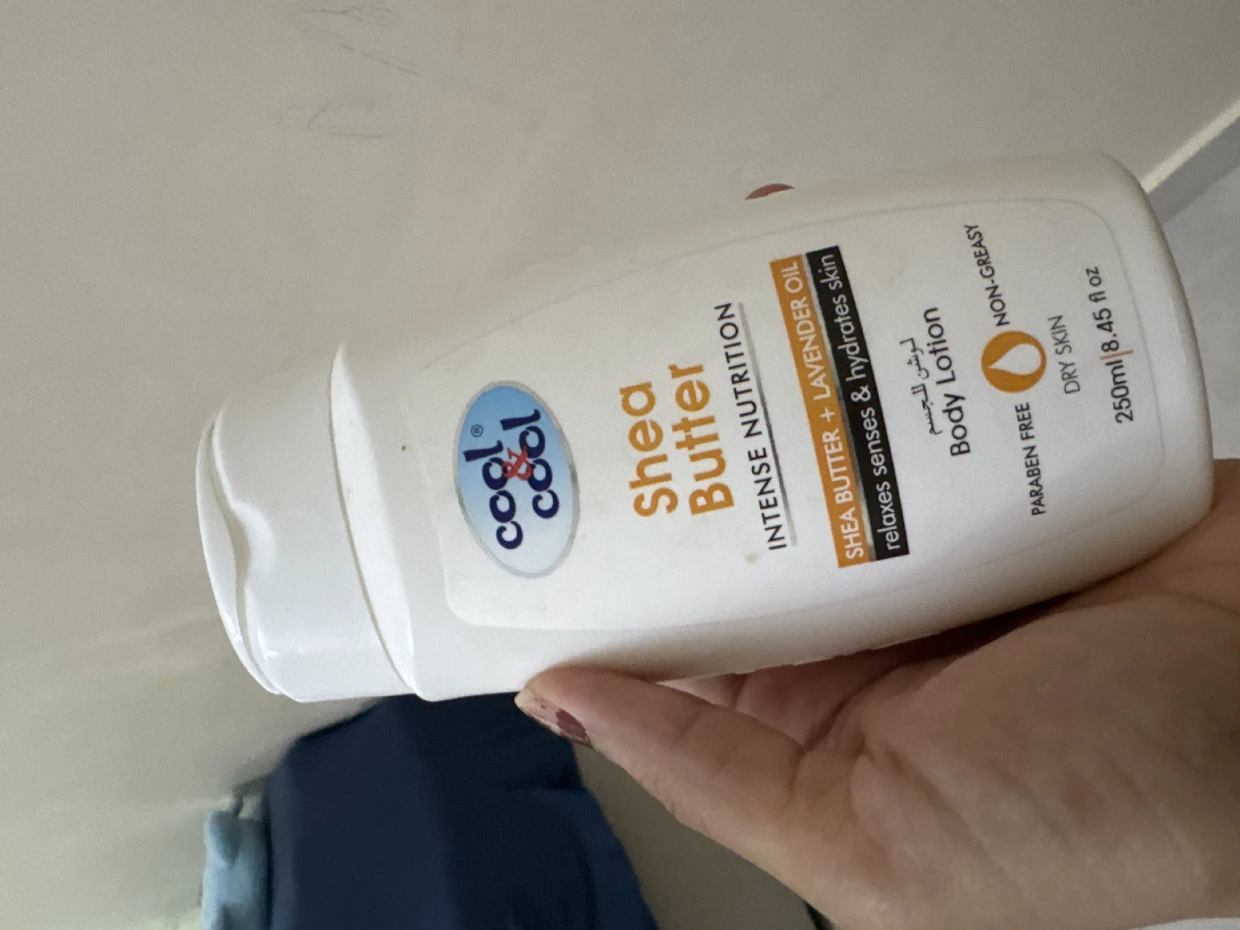 cool®
&
cool
Shea
Butter
INTENSE NUTRITION
SHEA BUTTER + LAVENDER OIL
relaxes senses & hydrates skin
لوشن للجسم
Body Lotion
PARABEN FREE NON-GREASY
DRY SKIN
250ml|8.45 fl oz